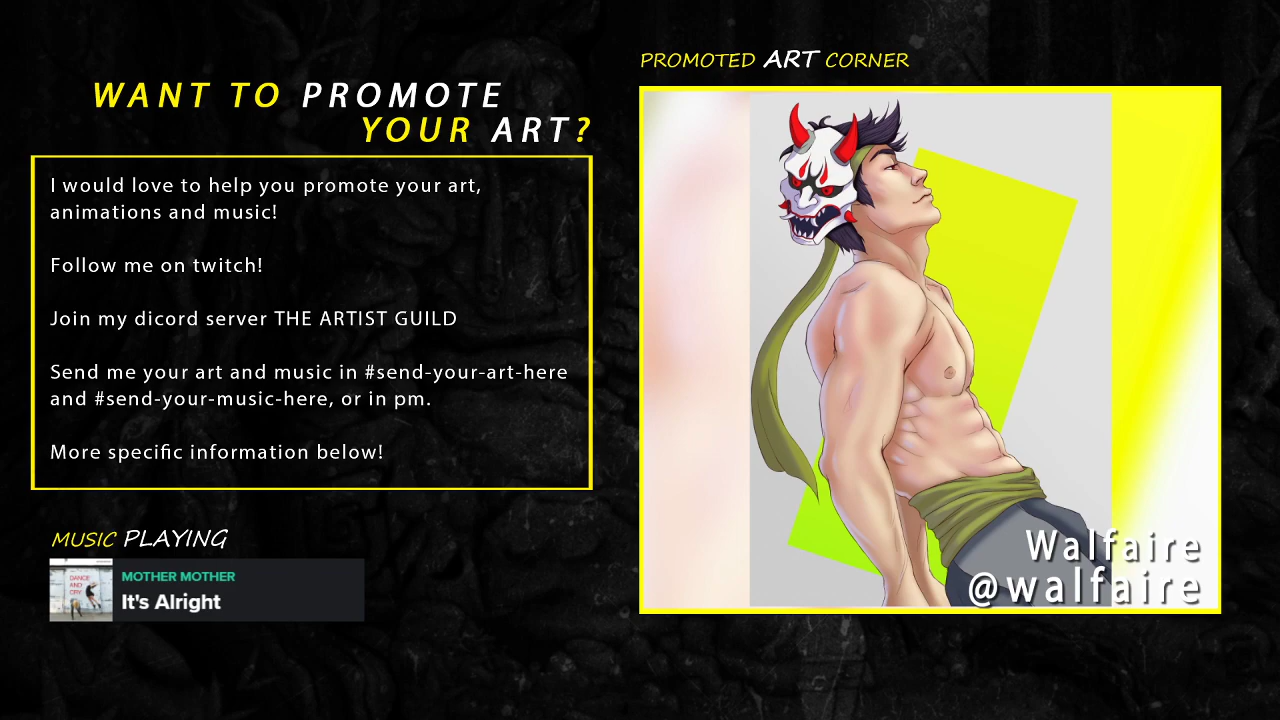 WANT TO PROMOTE
YOUR ART?
I would love to help you promote your art,
animations and music!
Follow me on twitch!
Join my dicord server THE ARTIST GUILD
Send me your art and music in #send-your-art-here
and #send-your-music-here, or in pm.
More specific information below!
MUSIC PLAYING
DANCE
AND
CRY
MOTHER MOTHER
It's Alright
PROMOTED ART CORNER
Walfaire
@walfaire